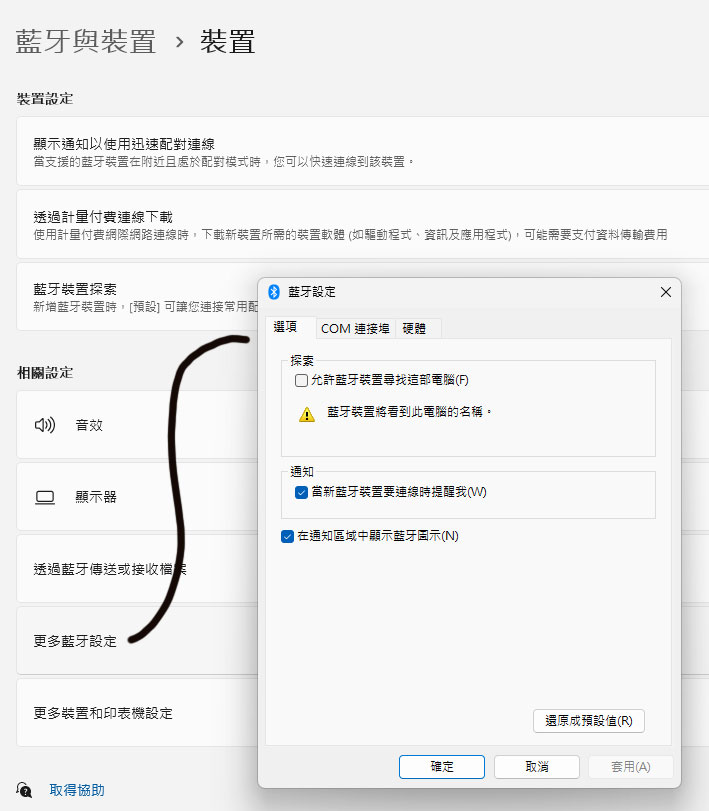 藍牙與裝置 › 裝置
裝置設定
顯示通知以使用迅速配對連線
當支援的藍牙裝置在附近且處於配對模式時，您可以快速連線到該裝置。
透過計量付費連線下載
使用計量付費網際網路連線時，下載新裝置所需的裝置軟體 (如驅動程式、資訊及應用程式)，可能需要支付資料傳輸費用
藍牙裝置探索
新增藍牙裝置時，[預設] 可讓您連接常用配
相關設定
音效
顯示器
透過藍牙傳送或接收檔案
更多藍牙設定
更多裝置和印表機設定
取得協助
藍牙設定
選項
COM 連接埠
硬體
探索
允許藍牙裝置尋找這部電腦(F)
藍牙裝置將看到此電腦的名稱。
通知
當新藍牙裝置要連線時提醒我(W)
在通知區域中顯示藍牙圖示(N)
還原成預設值(R)
確定
取消
套用(A)